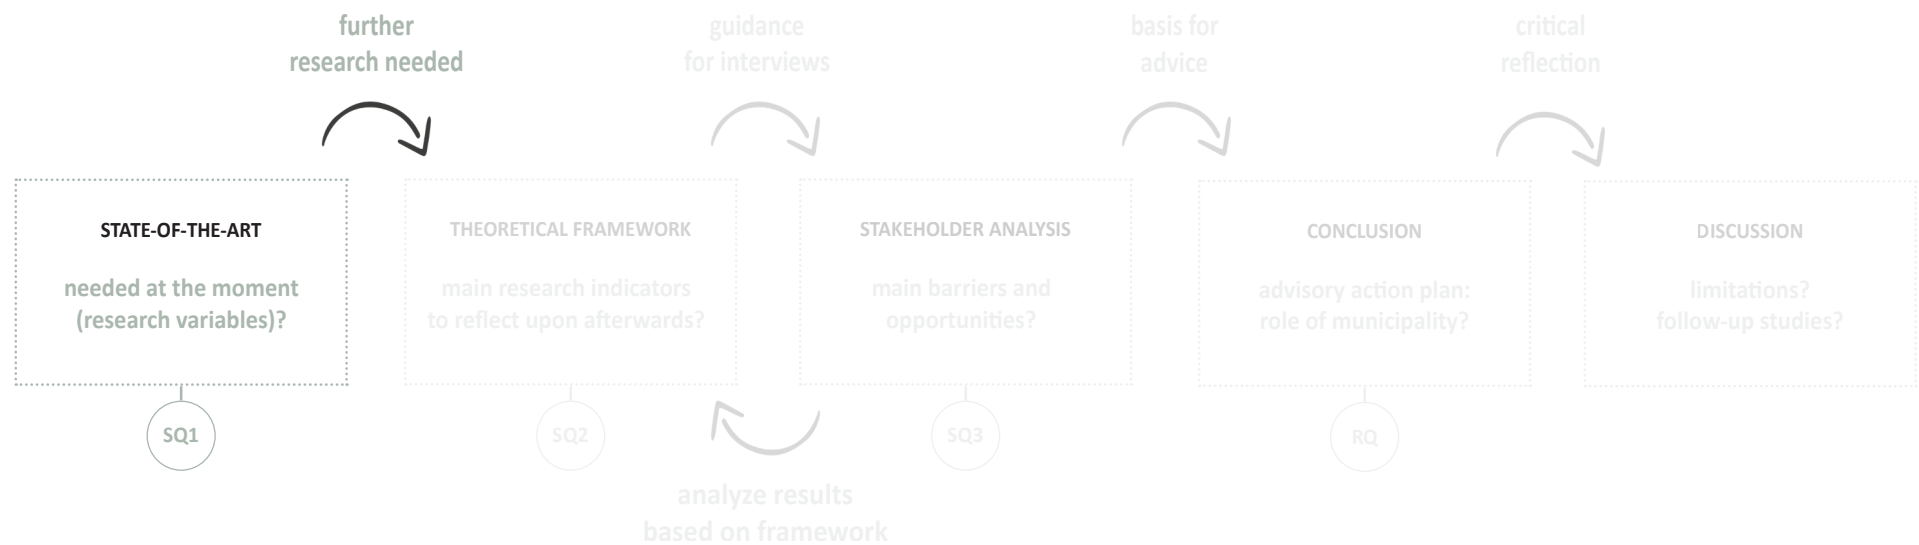 further
research needed
guidance
for interviews
basis for
advice
critical
reflection
STATE-OF-THE-ART
needed at the moment
(research variables)?
SQ1
THEORETICAL FRAMEWORK
main research indicators
to reflect upon afterwards?
SQ2
STAKEHOLDER ANALYSIS
main barriers and
opportunities?
SQ3
CONCLUSION
advisory action plan:
role of municipality?
RQ
DISCUSSION
limitations?
follow-up studies?
analyze results
based on framework